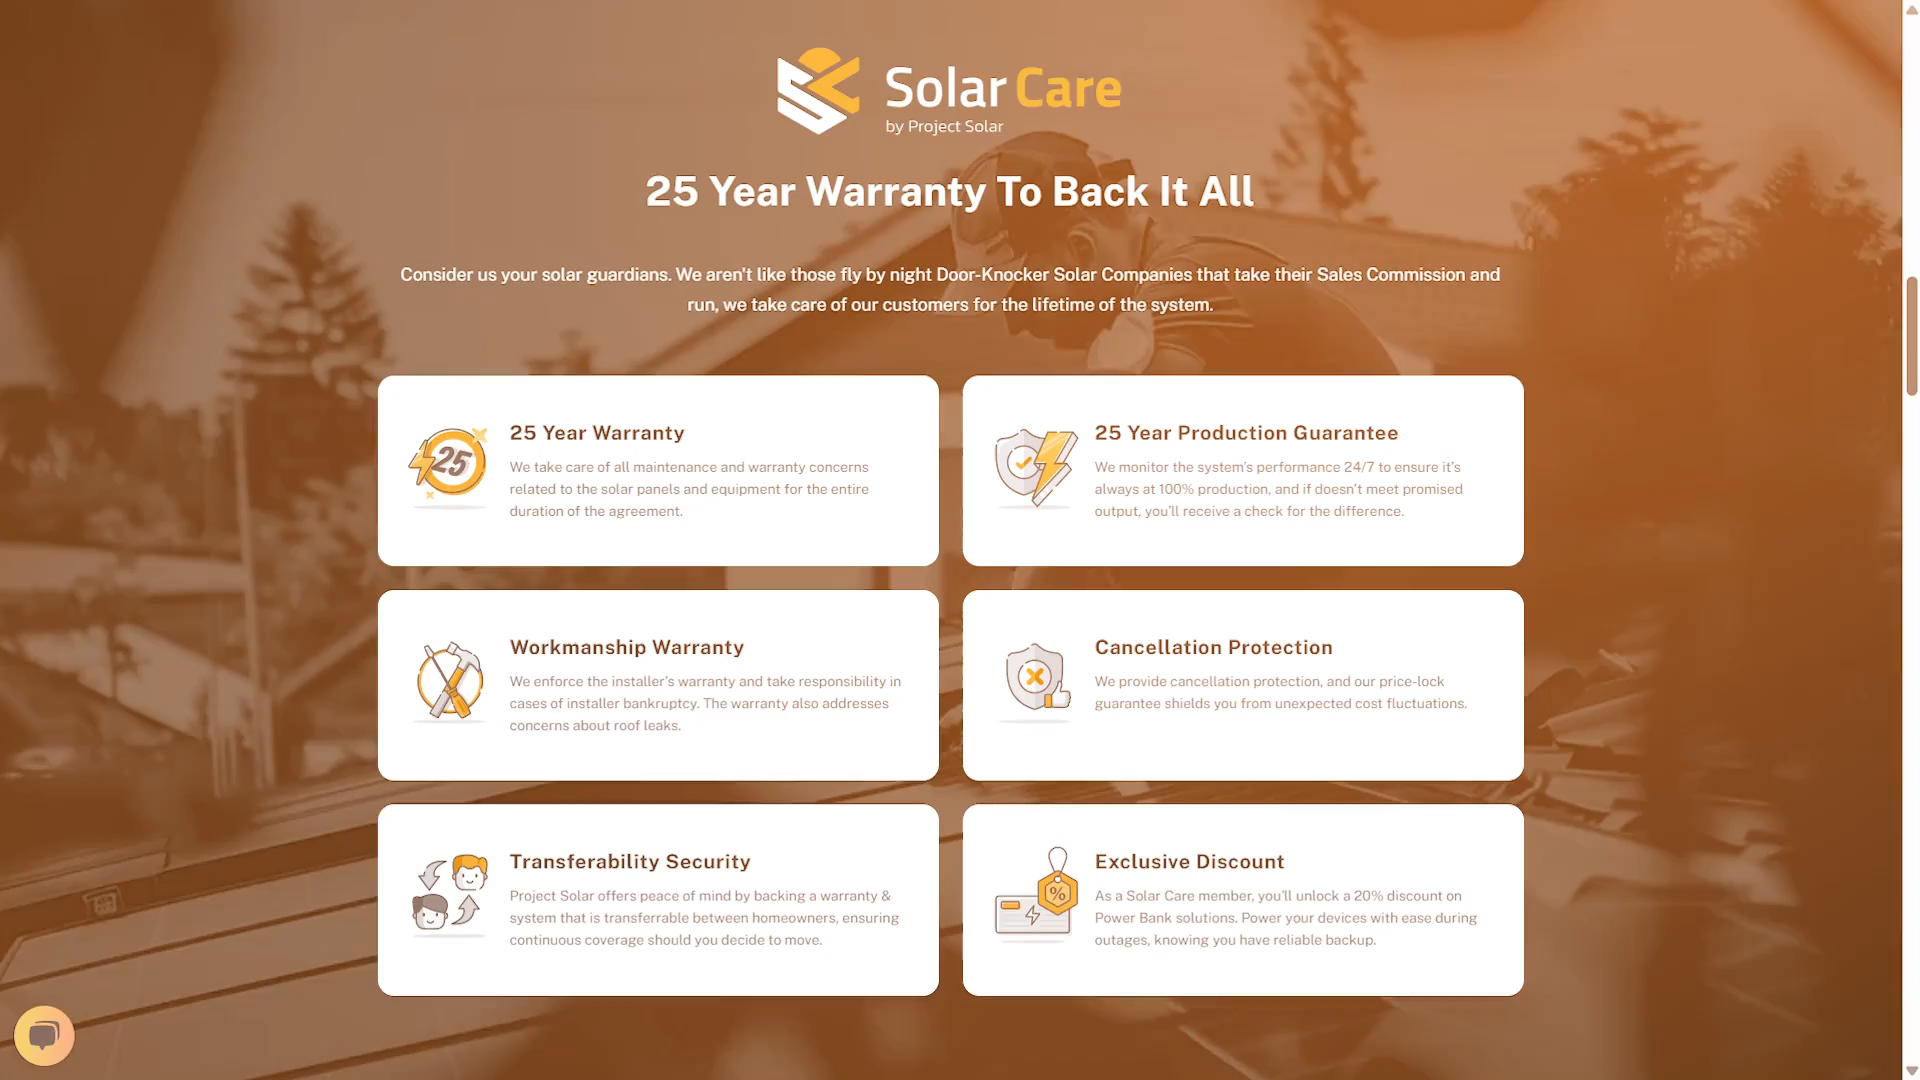 Solar Care
by Project Solar
25 Year Warranty To Back It All
Consider us your solar guardians. We aren't like those fly by night Door-Knocker Solar Companies that take their Sales Commission and
run, we take care of our customers for the lifetime of the system.
25
25 Year Warranty
We take care of all maintenance and warranty concerns
related to the solar panels and equipment for the entire
duration of the agreement.
25 Year Production Guarantee
We monitor the system's performance 24/7 to ensure it's
always at 100% production, and if doesn't meet promised
output, you'll receive a check for the difference.
Workmanship Warranty
We enforce the installer's warranty and take responsibility in
cases of installer bankruptcy. The warranty also addresses
concerns about roof leaks.
Cancellation Protection
We provide cancellation protection, and our price-lock
guarantee shields you from unexpected cost fluctuations.
Transferability Security
Project Solar offers peace of mind by backing a warranty &
system that is transferrable between homeowners, ensuring
continuous coverage should you decide to move.
%
Exclusive Discount
As a Solar Care member, you'll unlock a 20% discount on
Power Bank solutions. Power your devices with ease during
outages, knowing you have reliable backup.